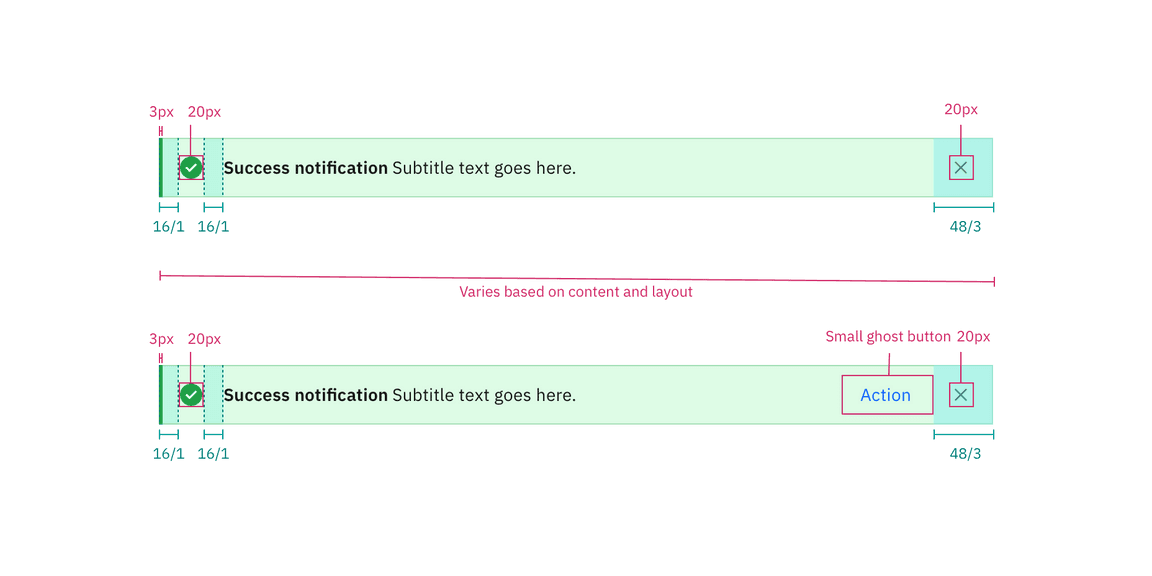 3px 20px 20px
Success notification Subtitle text goes here.
16/1 16/1 48/3
Varies based on content and layout
3px 20px Small ghost button 20px
Success notification Subtitle text goes here. Action
16/1 16/1 48/3